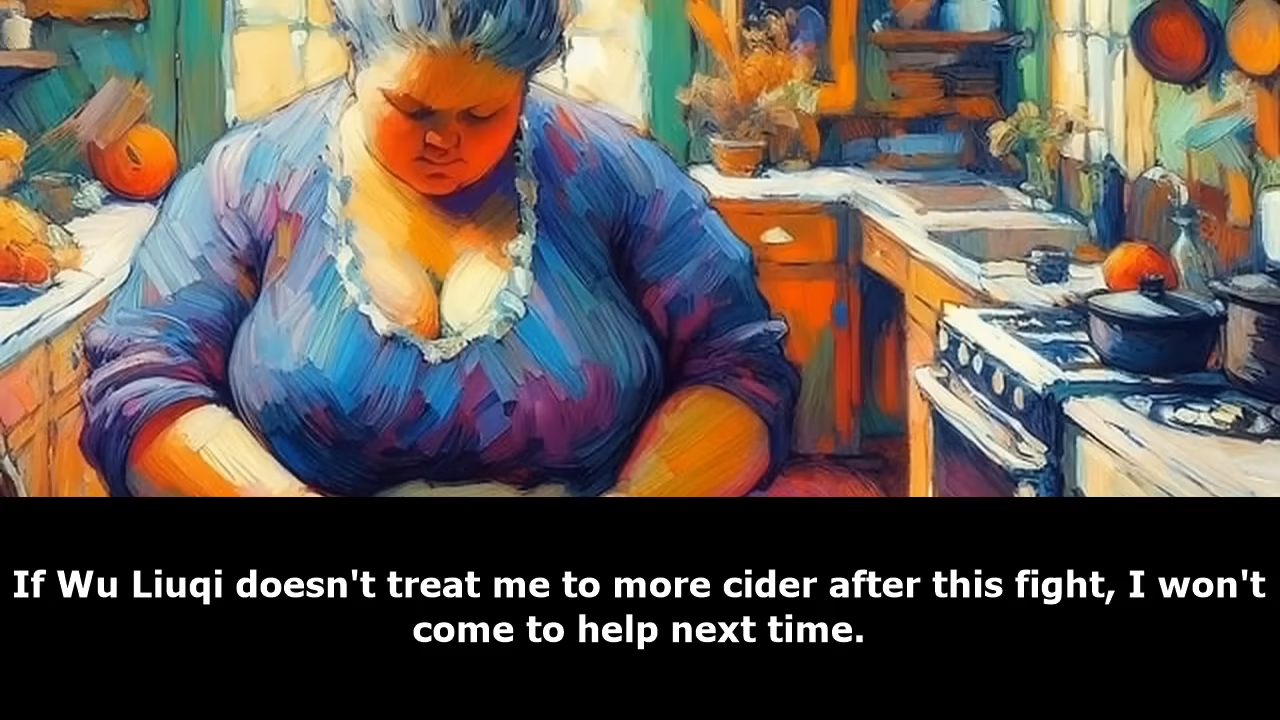 If Wu Liuqi doesn't treat me to more cider after this fight, I won't
come to help next time.